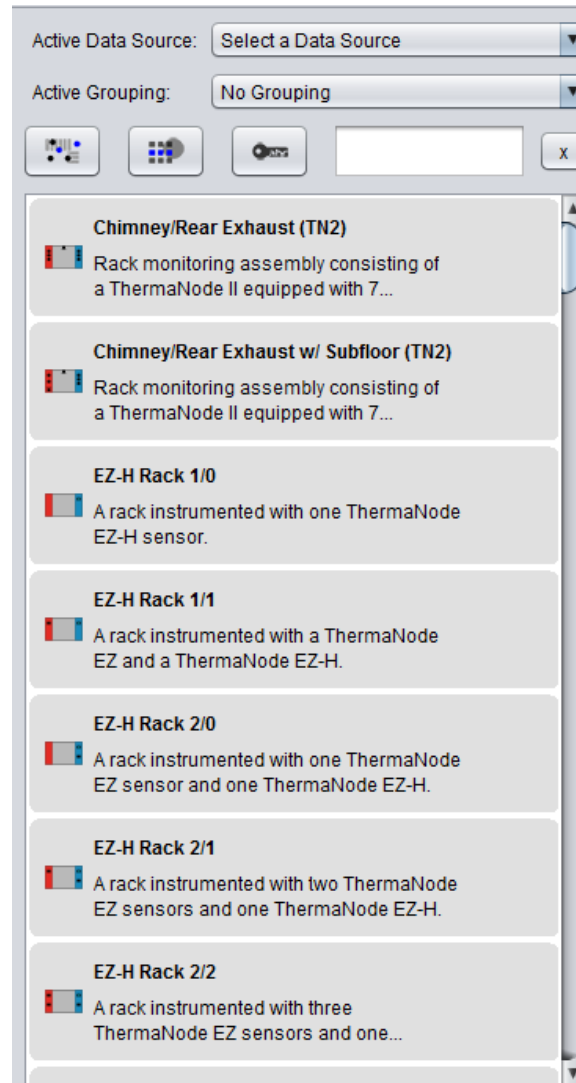 Active Data Source: Select a Data Source
Active Grouping: No Grouping
abc x
Chimney/Rear Exhaust (TN2)
Rack monitoring assembly consisting of
a ThermaNode II equipped with 7...
Chimney/Rear Exhaust w/ Subfloor (TN2)
Rack monitoring assembly consisting of
a ThermaNode II equipped with 7...
EZ-H Rack 1/0
A rack instrumented with one ThermaNode
EZ-H sensor.
EZ-H Rack 1/1
A rack instrumented with a ThermaNode
EZ and a ThermaNode EZ-H.
EZ-H Rack 2/0
A rack instrumented with one ThermaNode
EZ sensor and one ThermaNode EZ-H.
EZ-H Rack 2/1
A rack instrumented with two ThermaNode
EZ sensors and one ThermaNode EZ-H.
EZ-H Rack 2/2
A rack instrumented with three
ThermaNode EZ sensors and one...